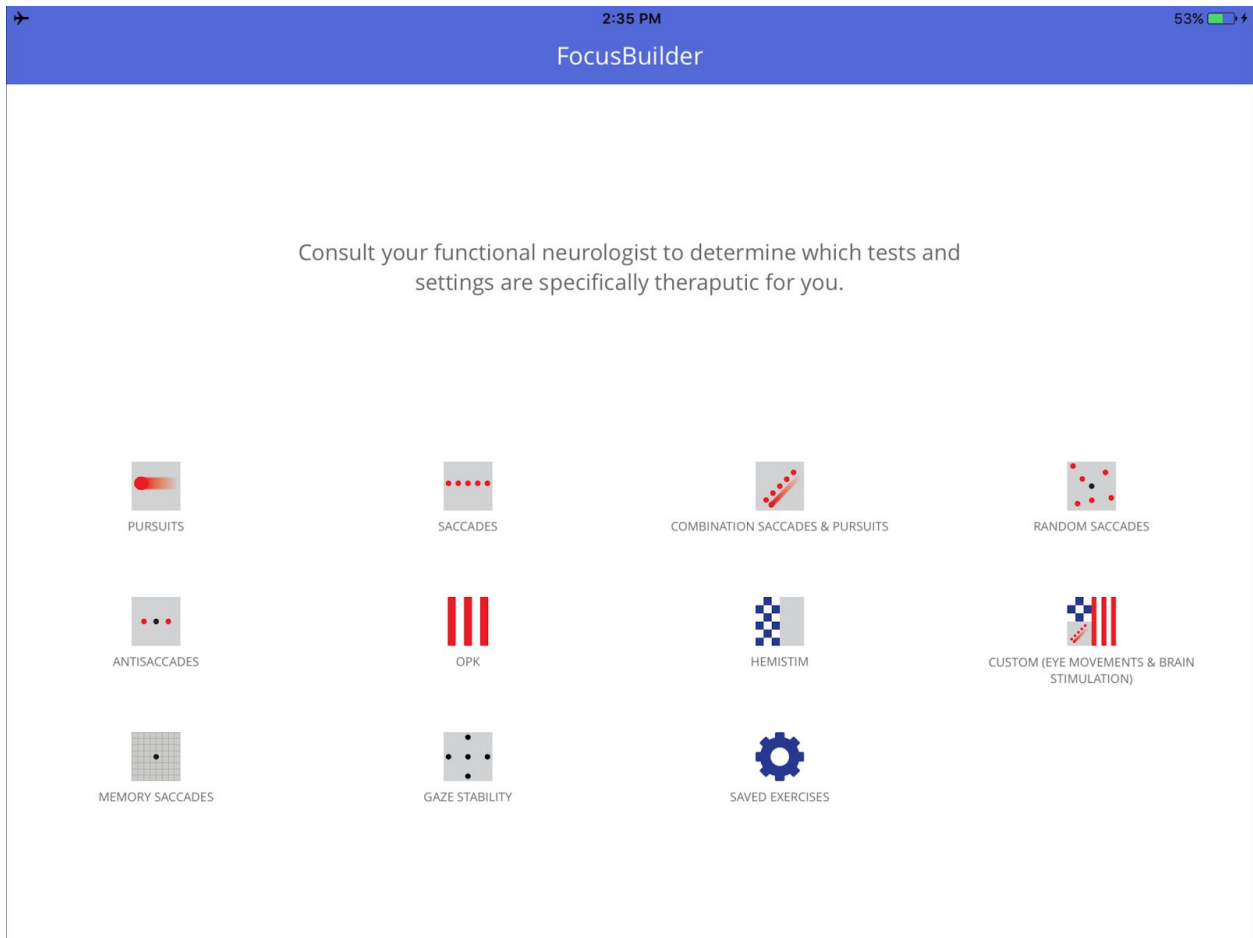 2:35 PM
53%
FocusBuilder
Consult your functional neurologist to determine which tests and
settings are specifically theraputic for you.
PURSUITS
SACCADES
COMBINATION SACCADES & PURSUITS
RANDOM SACCADES
ANTISACCADES
OPK
HEMISTIM
CUSTOM (EYE MOVEMENTS & BRAIN
STIMULATION)
MEMORY SACCADES
GAZE STABILITY
SAVED EXERCISES